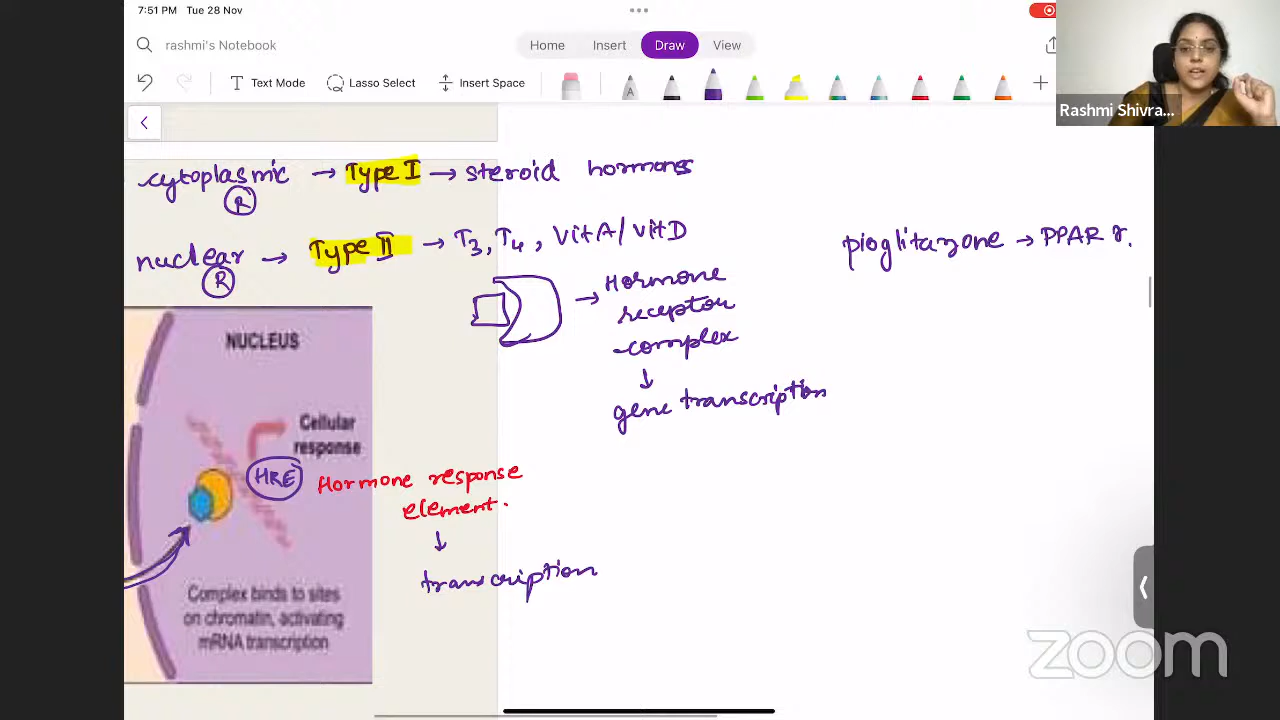 7:51 PM Tue 28 Nov
rashmi's Notebook
Home Insert Draw View
Text Mode Lasso Select Insert Space
A
Rashmi Shivra...
cytoplasmic → Type I → steroid hormones
R
nuclear → Type II → T3, T4, Vit A/ Vit D
R
pioglitazone → PPAR γ.
→ Hormone
receptor
complex
↓
gene transcription
NUCLEUS
Cellular
response
HRE
Hormone response
element.
↓
transcription
Complex binds to sites
on chromatin, activating
mRNA transcription
zoom